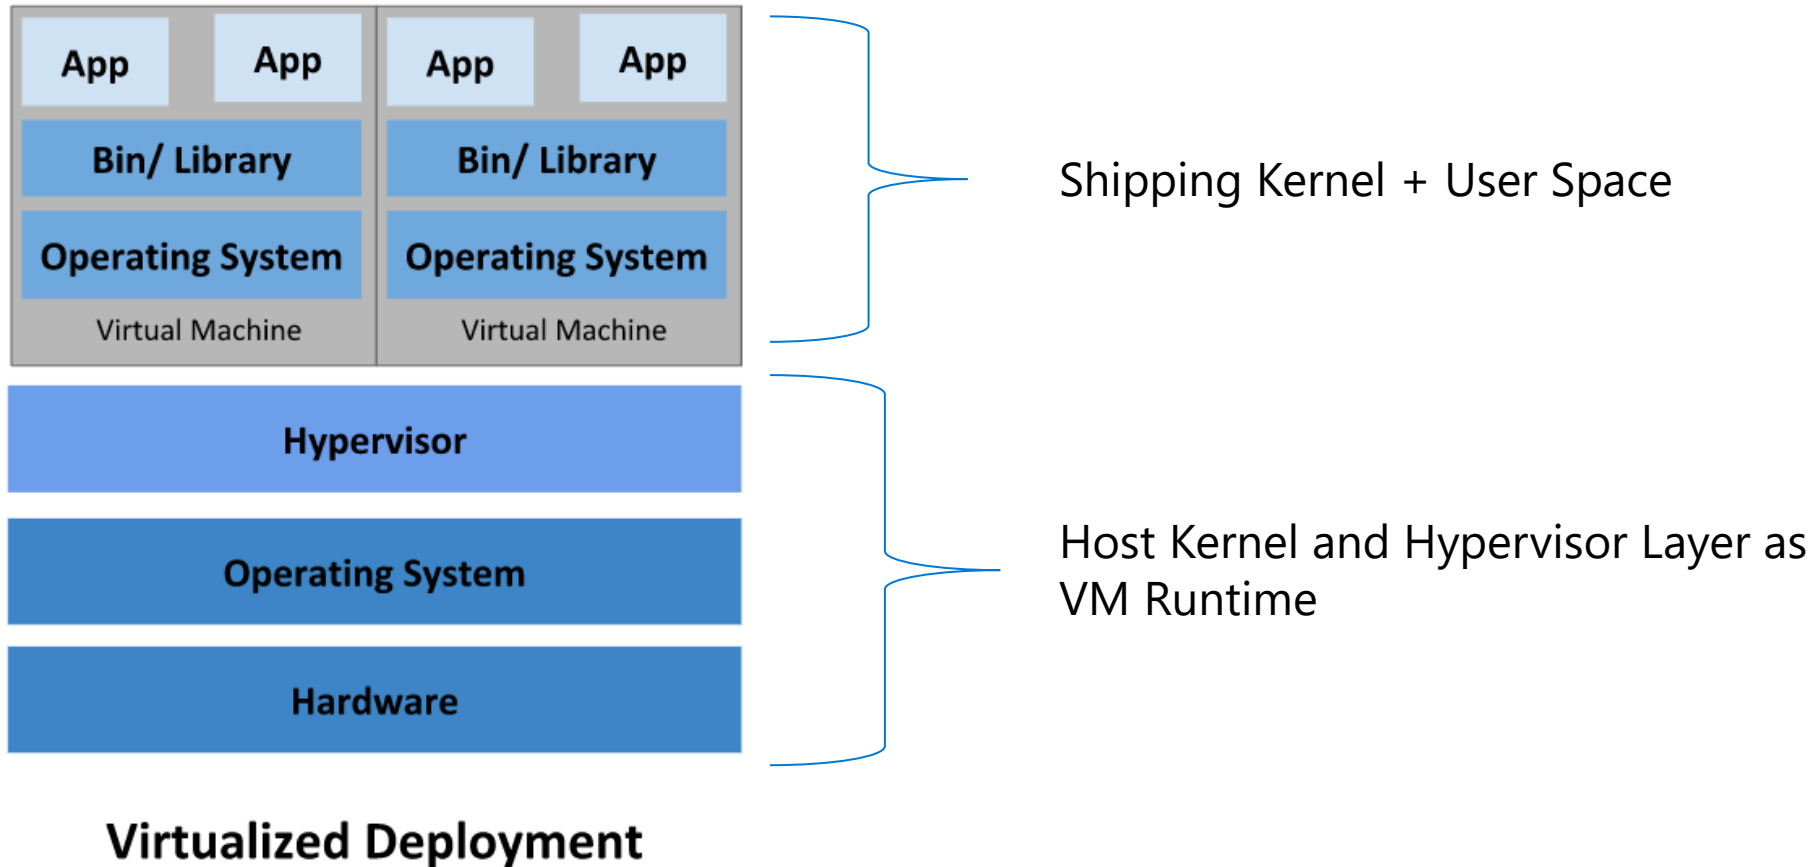 App App App App
Bin/ Library Bin/ Library
Operating System Operating System
Virtual Machine Virtual Machine
Shipping Kernel + User Space
Hypervisor
Operating System
Hardware
Host Kernel and Hypervisor Layer as
VM Runtime
Virtualized Deployment